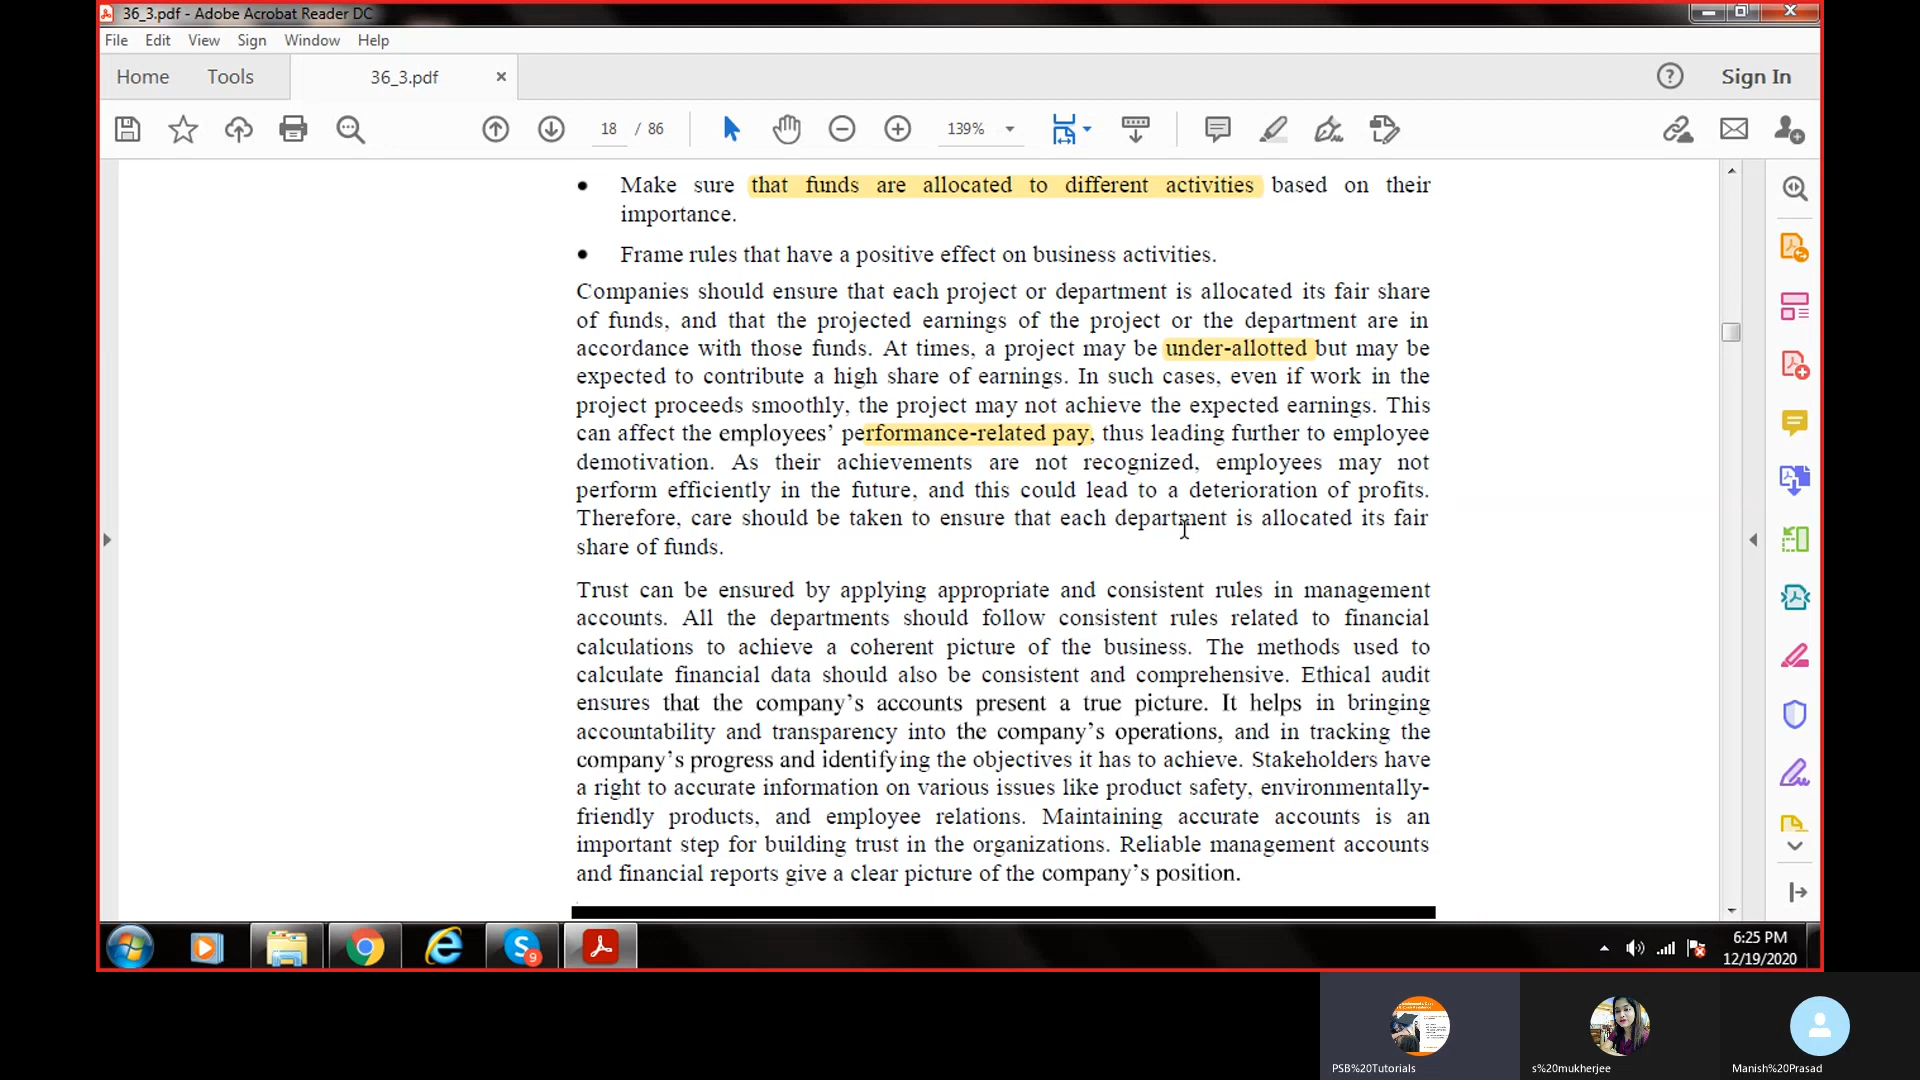 36_3.pdf - Adobe Acrobat Reader DC
File Edit View Sign Window Help
Home Tools 36_3.pdf × ? Sign In
18 / 86 139%
• Make sure that funds are allocated to different activities based on their
importance.
• Frame rules that have a positive effect on business activities.
Companies should ensure that each project or department is allocated its fair share
of funds, and that the projected earnings of the project or the department are in
accordance with those funds. At times, a project may be under-allotted but may be
expected to contribute a high share of earnings. In such cases, even if work in the
project proceeds smoothly, the project may not achieve the expected earnings. This
can affect the employees’ performance-related pay, thus leading further to employee
demotivation. As their achievements are not recognized, employees may not
perform efficiently in the future, and this could lead to a deterioration of profits.
Therefore, care should be taken to ensure that each department is allocated its fair
share of funds.
Trust can be ensured by applying appropriate and consistent rules in management
accounts. All the departments should follow consistent rules related to financial
calculations to achieve a coherent picture of the business. The methods used to
calculate financial data should also be consistent and comprehensive. Ethical audit
ensures that the company’s accounts present a true picture. It helps in bringing
accountability and transparency into the company’s operations, and in tracking the
company’s progress and identifying the objectives it has to achieve. Stakeholders have
a right to accurate information on various issues like product safety, environmentally-
friendly products, and employee relations. Maintaining accurate accounts is an
important step for building trust in the organizations. Reliable management accounts
and financial reports give a clear picture of the company’s position.
9
6:25 PM
12/19/2020
PSB%20Tutorials s%20mukherjee Manish%20Prasad